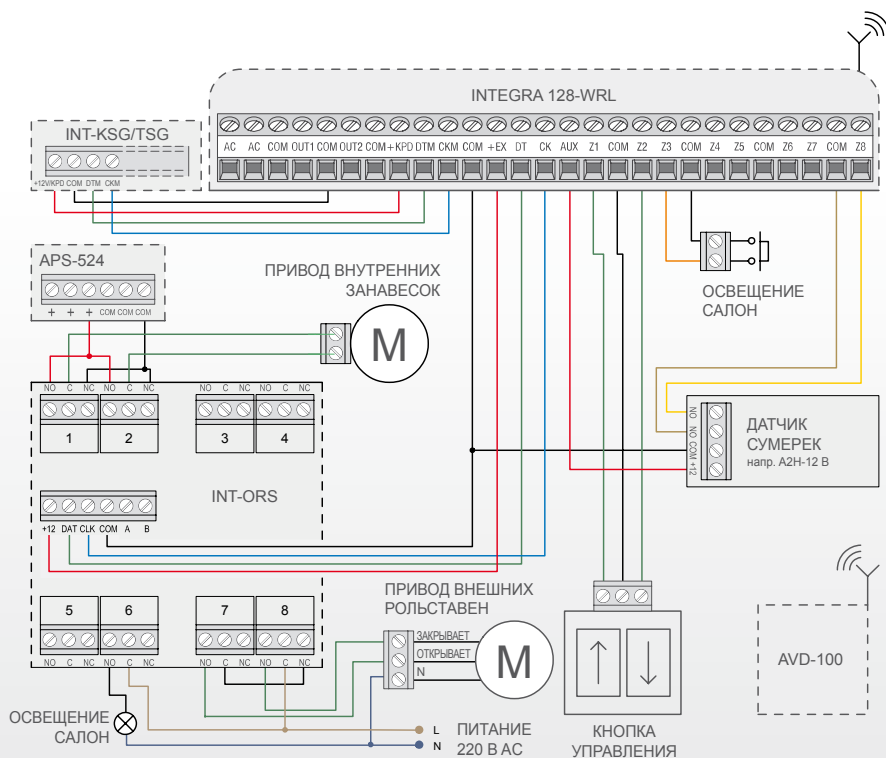 INTEGRA 128-WRL
AC AC COM OUT1 COM OUT2 COM +KPD DTM CKM COM +EX DT CK AUX Z1 COM Z2 Z3 COM Z4 Z5 COM Z6 Z7 COM Z8
INT-KSG/TSG
+12V/KPD COM DTM CKM
APS-524
+ + + COM COM COM
ПРИВОД ВНУТРЕННИХ
ЗАНАВЕСОК
M
ОСВЕЩЕНИЕ
САЛОН
NO C NC NO C NC
NO C NC NO C NC
1 2 3 4
INT-ORS
+12 DAT CLK COM A B
5 6 7 8
NO C NC NO C NC
NO C NC NO C NC
NO
NO
COM
+12
ДАТЧИК
СУМЕРЕК
напр. A2H-12 В
ПРИВОД ВНЕШНИХ
РОЛЬСТАВЕН
ЗАКРЫВАЕТ
ОТКРЫВАЕТ
N
M
ОСВЕЩЕНИЕ
САЛОН
L
N
ПИТАНИЕ
220 В AC
КНОПКА
УПРАВЛЕНИЯ
AVD-100